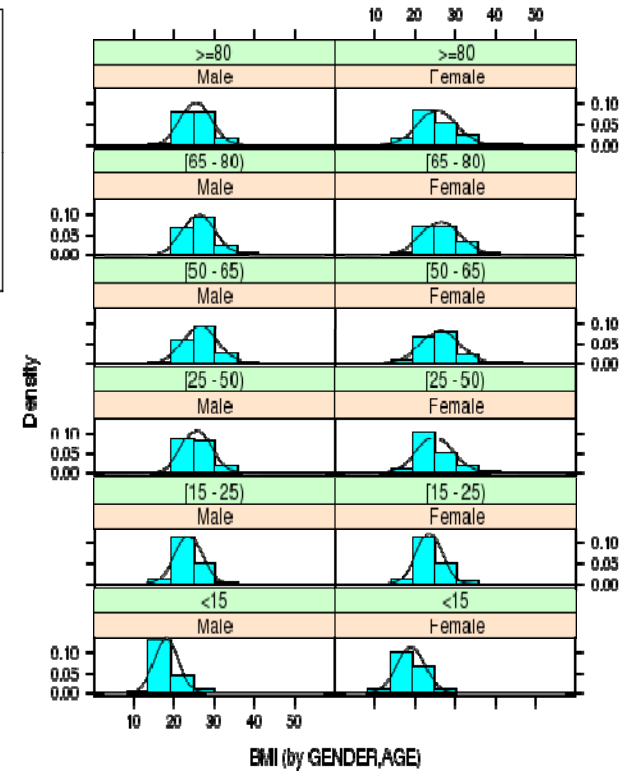 10 20 30 40 50
>=80 >=80
Male Female
0.10
0.05
0.00
[65 - 80) [65 - 80)
Male Female
0.10
0.05
0.00
[50 - 65) [50 - 65)
Male Female
0.10
0.05
0.00
[25 - 50) [25 - 50)
Male Female
0.10
0.05
0.00
[15 - 25) [15 - 25)
Male Female
0.10
0.05
0.00
<15 <15
Male Female
0.10
0.05
0.00
10 20 30 40 50
Density
BMI (by GENDER,AGE)